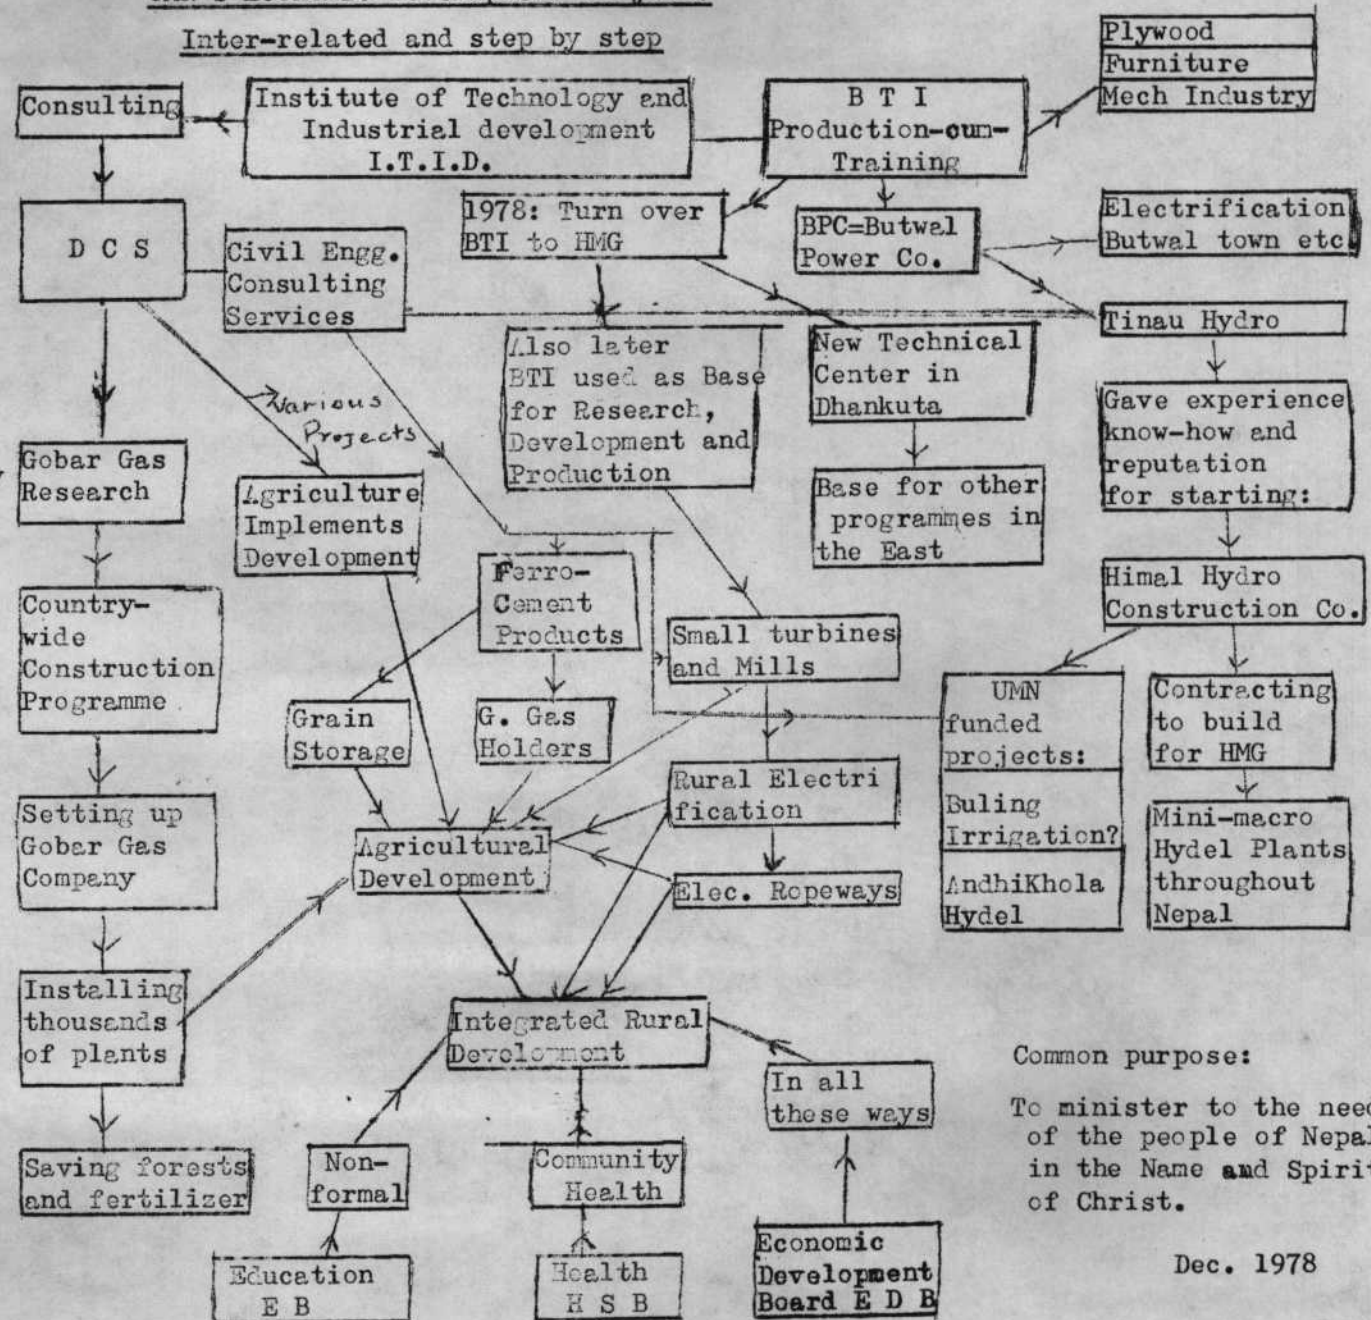 Inter-related and step by step
Plywood
Furniture
Mech Industry
Consulting
Institute of Technology and
Industrial development
I.T.I.D.
B T I
Production-cum-
Training
D C S
Civil Engg.
Consulting
Services
1978: Turn over
BTI to HMG
BPC=Butwal
Power Co.
Electrification
Butwal town etc.
Tinau Hydro
Various
Projects
Also later
BTI used as Base
for Research,
Development and
Production
New Technical
Center in
Dhankuta
Gave experience
know-how and
reputation
for starting:
Gobar Gas
Research
Agriculture
Implements
Development
Base for other
programmes in
the East
Ferro-
Cement
Products
Himal Hydro
Construction Co.
Country-
wide
Construction
Programme
Small turbines
and Mills
Grain
Storage
G. Gas
Holders
UMN
funded
projects:
Buling
Irrigation?
AndhiKhola
Hydel
Contracting
to build
for HMG
Rural Electri
fication
Mini-macro
Hydel Plants
throughout
Nepal
Setting up
Gobar Gas
Company
Agricultural
Development
Elec. Ropeways
Installing
thousands
of plants
Integrated Rural
Development
In all
these ways
Common purpose:
To minister to the need
of the people of Nepal
in the Name and Spirit
of Christ.
Saving forests
and fertilizer
Non-
formal
Community
Health
Education
E B
Health
H S B
Economic
Development
Board E D B
Dec. 1978